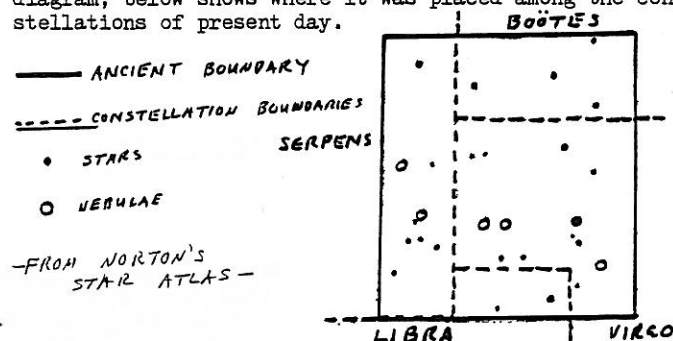 diagram, below shows where it was placed among the con-
stellations of present day.
BOÖTES
ANCIENT BOUNDARY
CONSTELLATION BOUNDARIES
SERPENS
STARS
NEBULAE
-FROM NORTON'S
STAR ATLAS-
LIBRA VIRGO